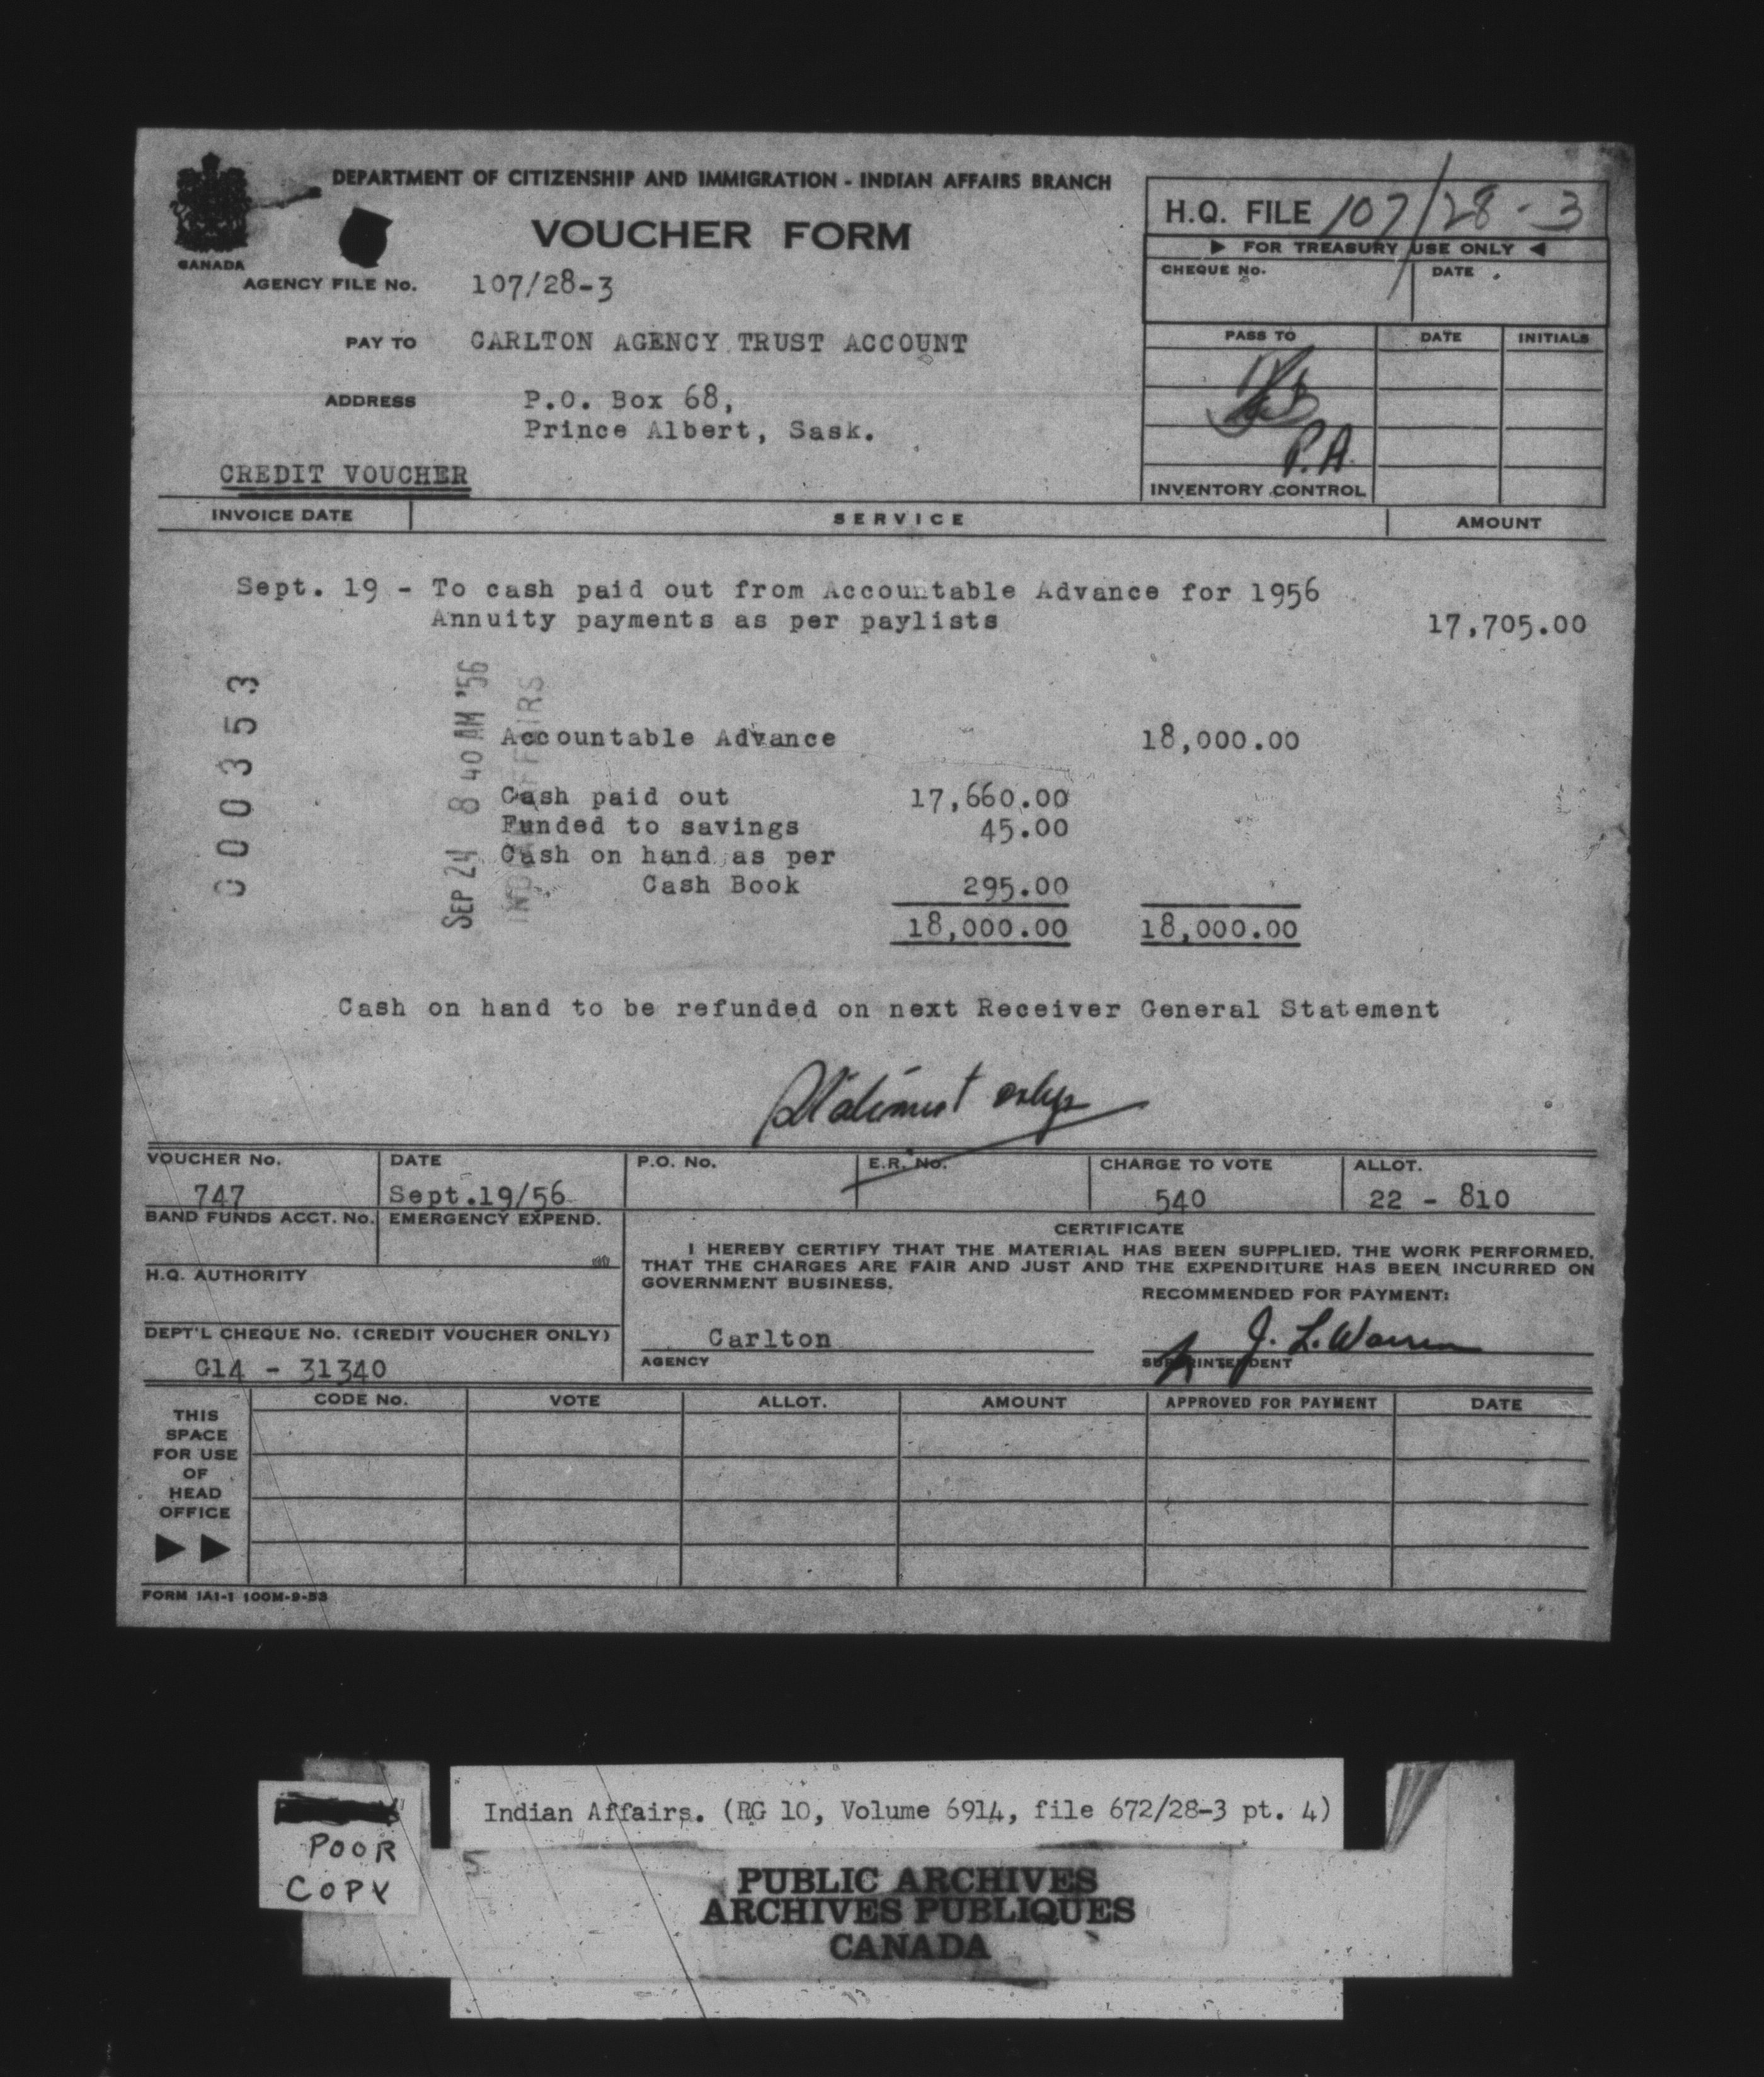 DEPARTMENT OF CITIZENSHIP AND IMMIGRATION - INDIAN AFFAIRS BRANCH
VOUCHER FORM
CANADA
AGENCY FILE No. 107/28-3
PAY TO CARLTON AGENCY TRUST ACCOUNT
ADDRESS P.O. Box 68,
Prince Albert, Sask.
CREDIT VOUCHER
H.Q. FILE 107/28-3
FOR TREASURY USE ONLY
CHEQUE No. DATE
PASS TO DATE INITIALS
P.A.
INVENTORY CONTROL
INVOICE DATE SERVICE AMOUNT
Sept. 19 - To cash paid out from Accountable Advance for 1956
Annuity payments as per paylists 17,705.00
000353
SEP 24 8 40 AM '56
Accountable Advance 18,000.00
Cash paid out 17,660.00
Funded to savings 45.00
Cash on hand as per
Cash Book 295.00
18,000.00 18,000.00
Cash on hand to be refunded on next Receiver General Statement
Statement only
VOUCHER No. DATE P.O. No. E.R. No. CHARGE TO VOTE ALLOT.
747 Sept.19/56 540 22 - 810
BAND FUNDS ACCT. No. EMERGENCY EXPEND.
H.Q. AUTHORITY
DEPT'L CHEQUE No. (CREDIT VOUCHER ONLY)
G14 - 31340
CERTIFICATE
I HEREBY CERTIFY THAT THE MATERIAL HAS BEEN SUPPLIED, THE WORK PERFORMED,
THAT THE CHARGES ARE FAIR AND JUST AND THE EXPENDITURE HAS BEEN INCURRED ON
GOVERNMENT BUSINESS.
RECOMMENDED FOR PAYMENT:
Carlton J. L. Warren
AGENCY SUPERINTENDENT
CODE No. VOTE ALLOT. AMOUNT APPROVED FOR PAYMENT DATE
THIS
SPACE
FOR USE
OF
HEAD
OFFICE
FORM IA1-1 100M-9-53
POOR
COPY
Indian Affairs. (RG 10, Volume 6914, file 672/28-3 pt. 4)
PUBLIC ARCHIVES
ARCHIVES PUBLIQUES
CANADA